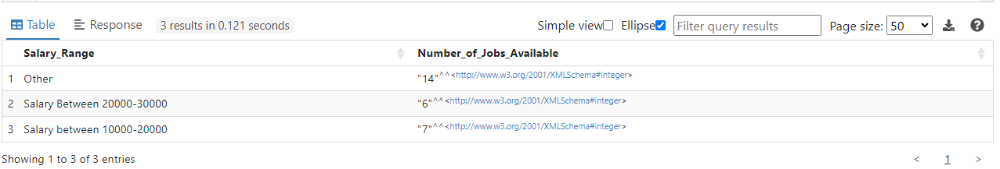 Table Response 3 results in 0.121 seconds Simple view Ellipse Filter query results Page size: 50
Salary_Range Number_of_Jobs_Available
1 Other "14"^^<http://www.w3.org/2001/XMLSchema#integer>
2 Salary Between 20000-30000 "6"^^<http://www.w3.org/2001/XMLSchema#integer>
3 Salary between 10000-20000 "7"^^<http://www.w3.org/2001/XMLSchema#integer>
Showing 1 to 3 of 3 entries < 1 >